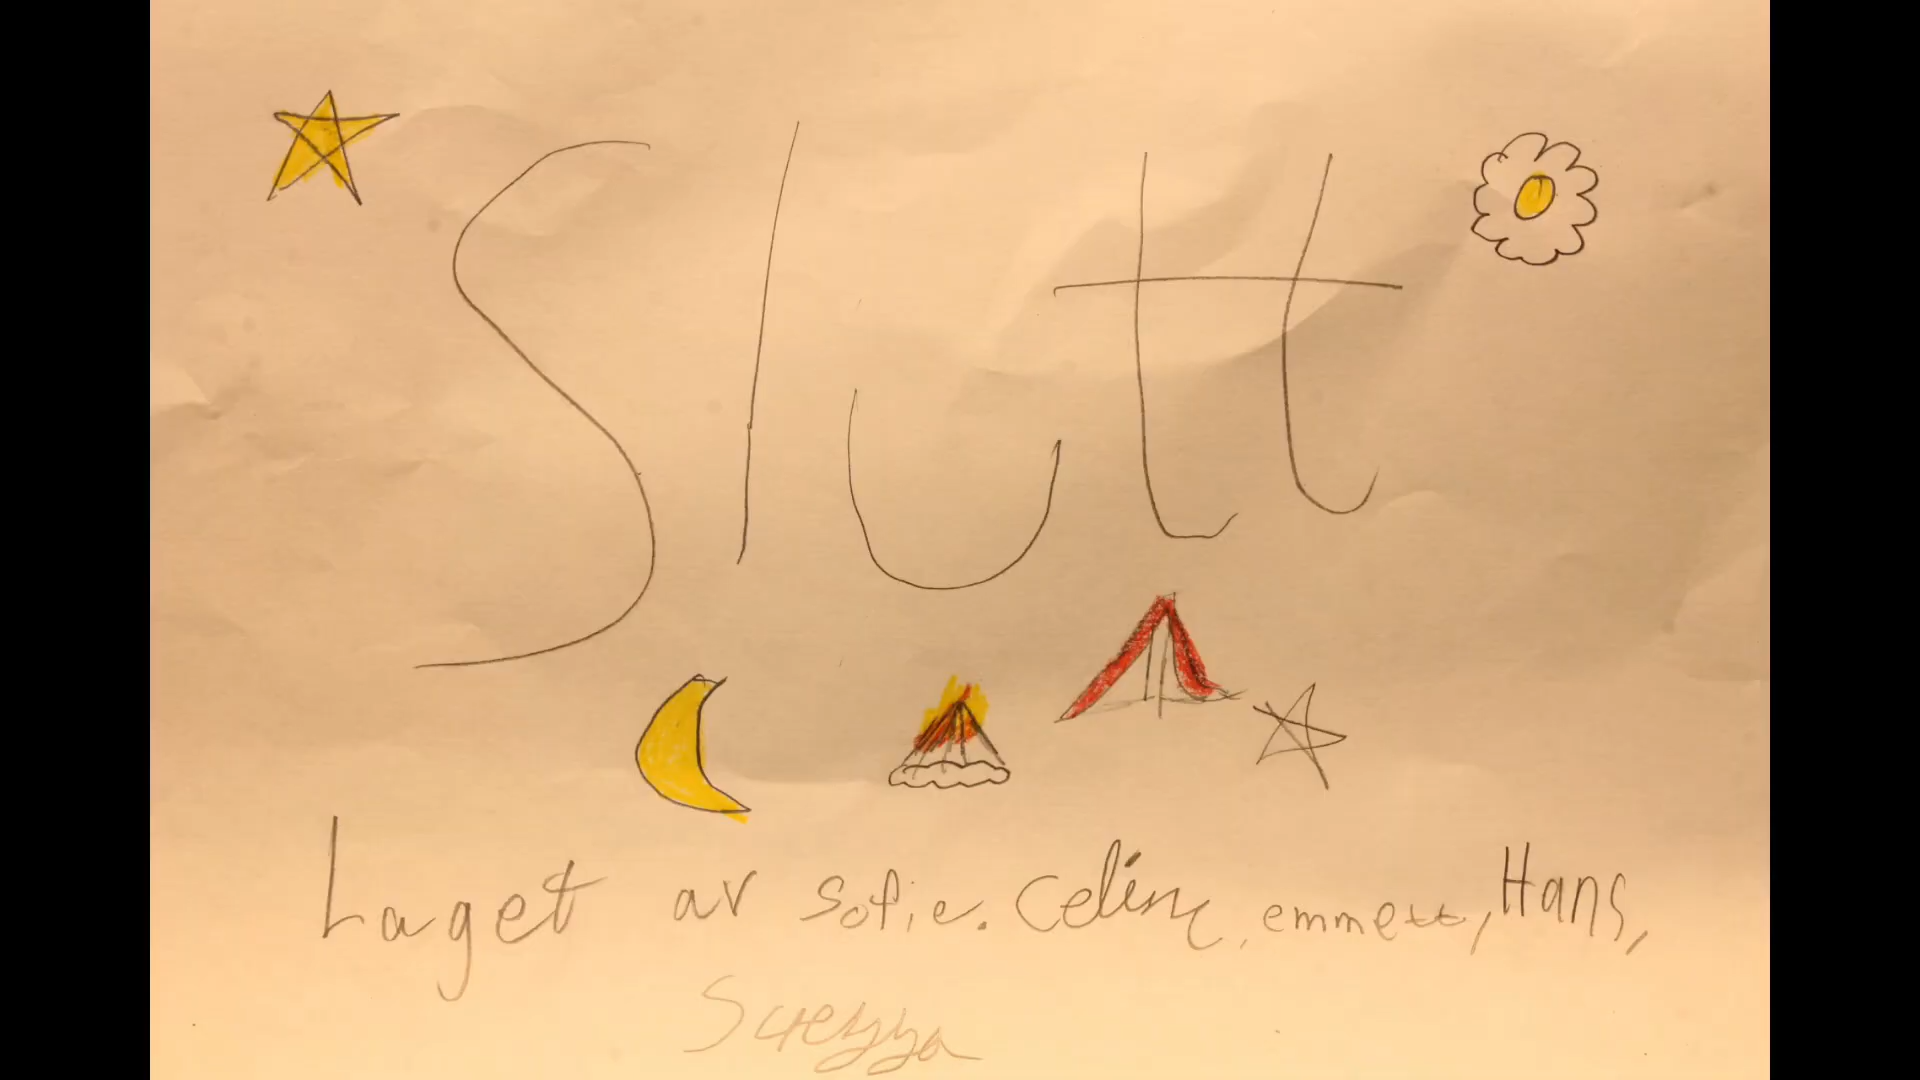 Slutt
Laget av sofie. Celine, emmett, Hans,